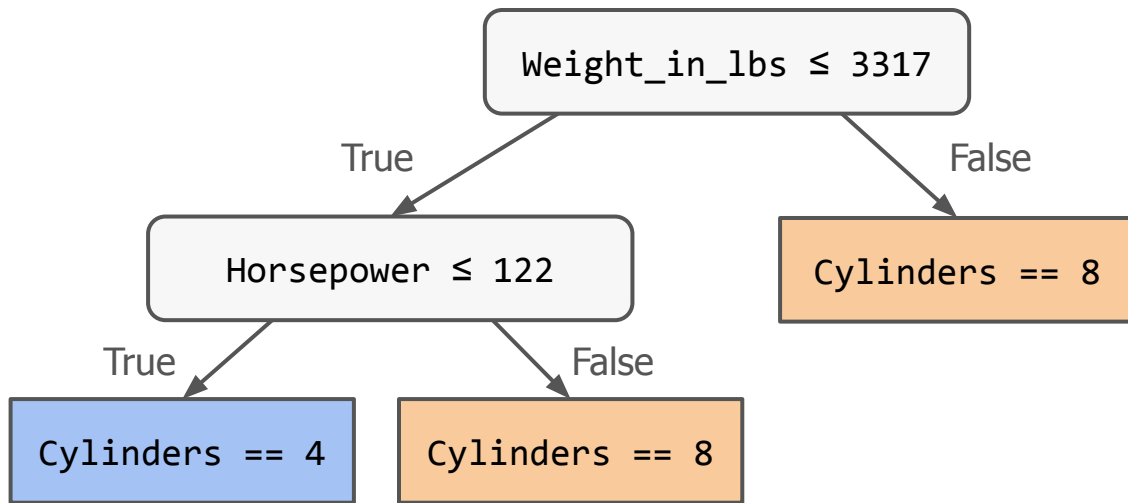 Weight_in_lbs ≤ 3317
True
False
Horsepower ≤ 122
Cylinders == 8
True
False
Cylinders == 4
Cylinders == 8